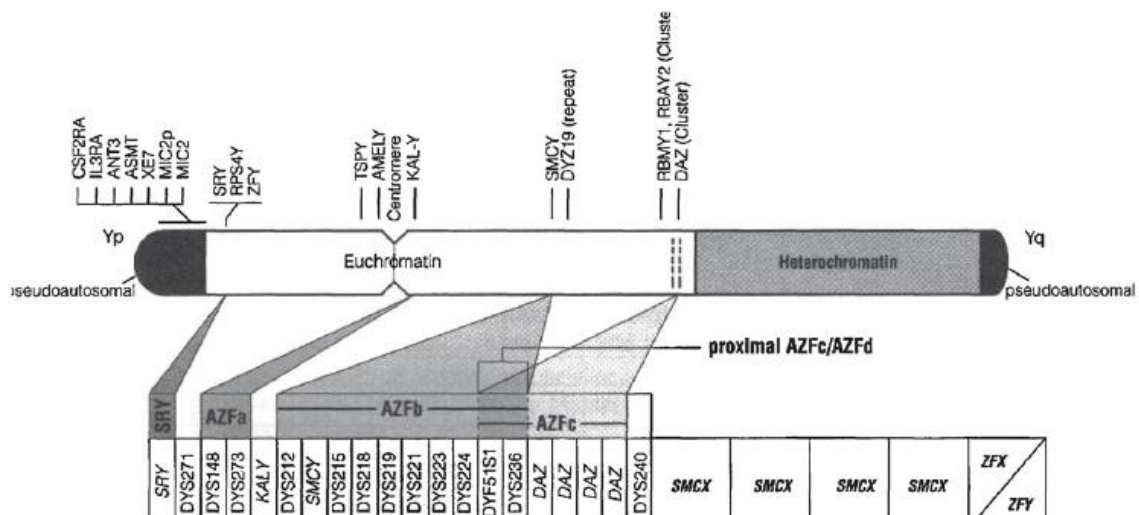 CSF2RA
IL3RA
ANT3
ASMT
XE7
MIC2p
MIC2
SRY
RPS4Y
ZFY
TSPY
AMELY
Centromere
KAL-Y
SMCY
DYZ19 (repeat)
RBMY1, RBAY2 (Cluste
DAZ (Cluster)
Yp
Yq
Euchromatin
Heterochromatin
pseudoautosomal
pseudoautosomal
proximal AZFc/AZFd
SRY
AZFa
AZFb
AZFc
SRY
DYS271
DYS148
DYS273
KALY
DYS212
SMCY
DYS215
DYS218
DYS219
DYS221
DYS223
DYS224
DYF51S1
DYS236
DAZ
DAZ
DAZ
DAZ
DYS240
SMCX
SMCX
SMCX
SMCX
ZFX
ZFY